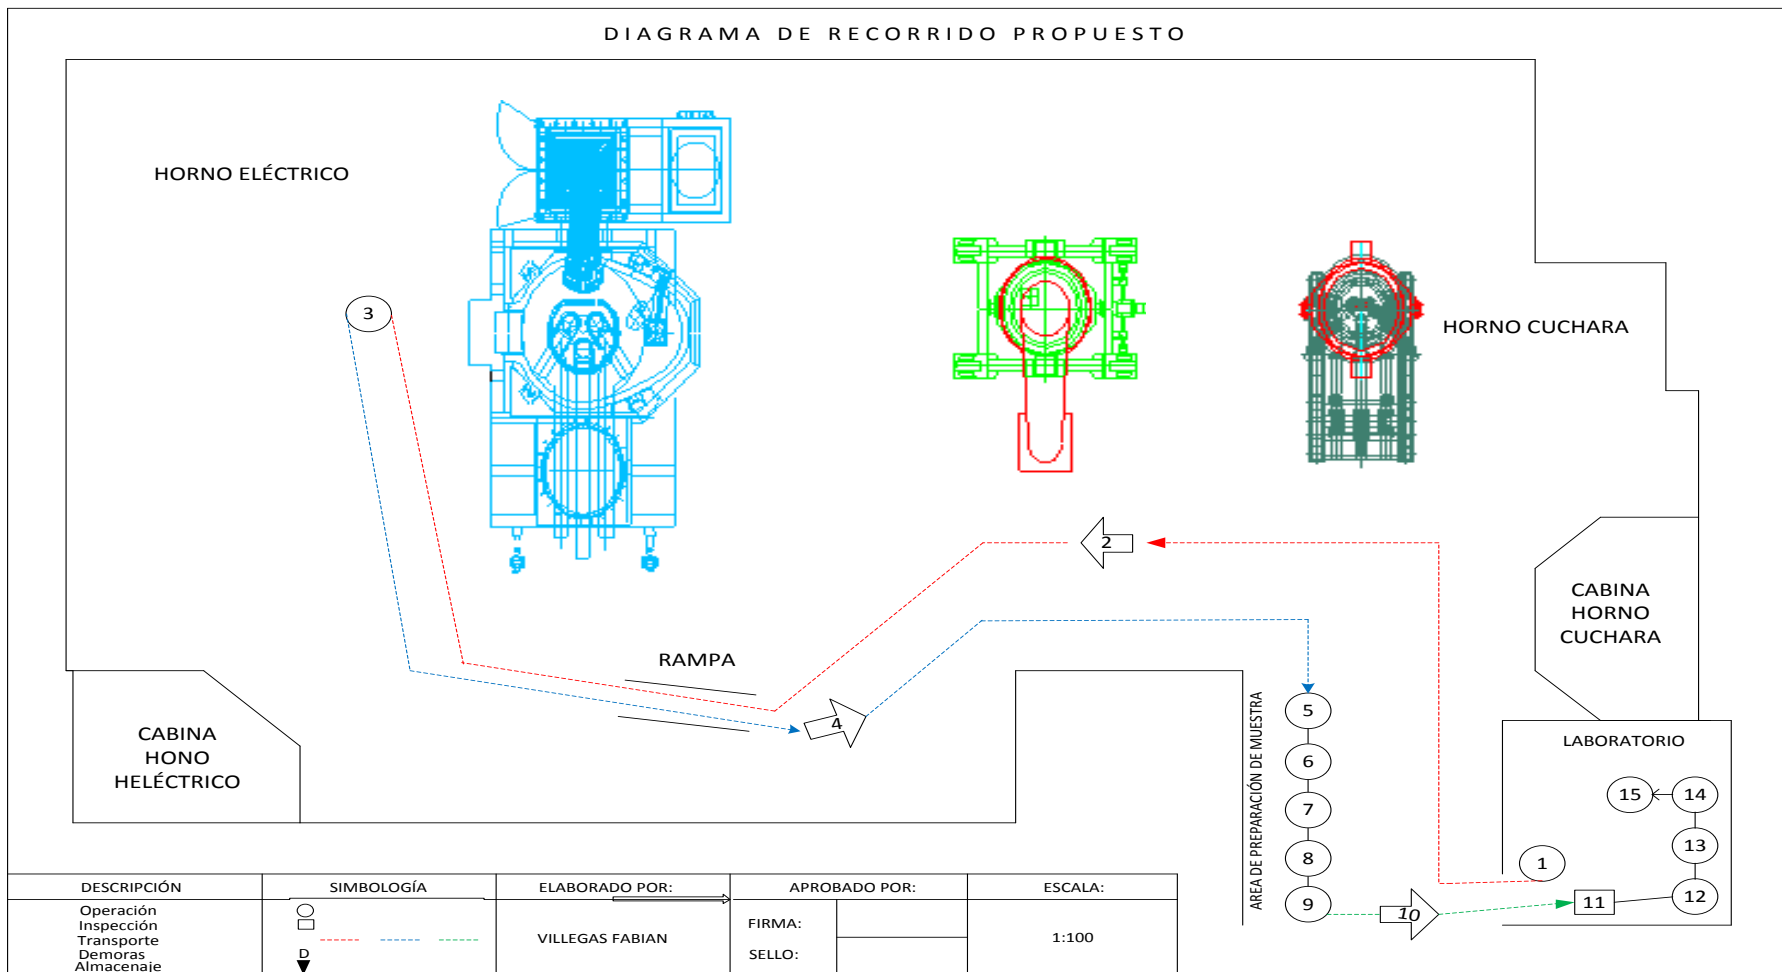 DIAGRAMA DE RECORRIDO PROPUESTO
HORNO ELÉCTRICO
3
HORNO CUCHARA
2
CABINA
HORNO
CUCHARA
RAMPA
4
CABINA
HONO
HELÉCTRICO
AREA DE PREPARACIÓN DE MUESTRA
5
6
7
8
9
10
LABORATORIO
15
14
13
1
11
12
DESCRIPCIÓN
SIMBOLOGÍA
ELABORADO POR:
APROBADO POR:
ESCALA:
Operación
Inspección
Transporte
Demoras
Almacenaje
D
VILLEGAS FABIAN
FIRMA:
SELLO:
1:100